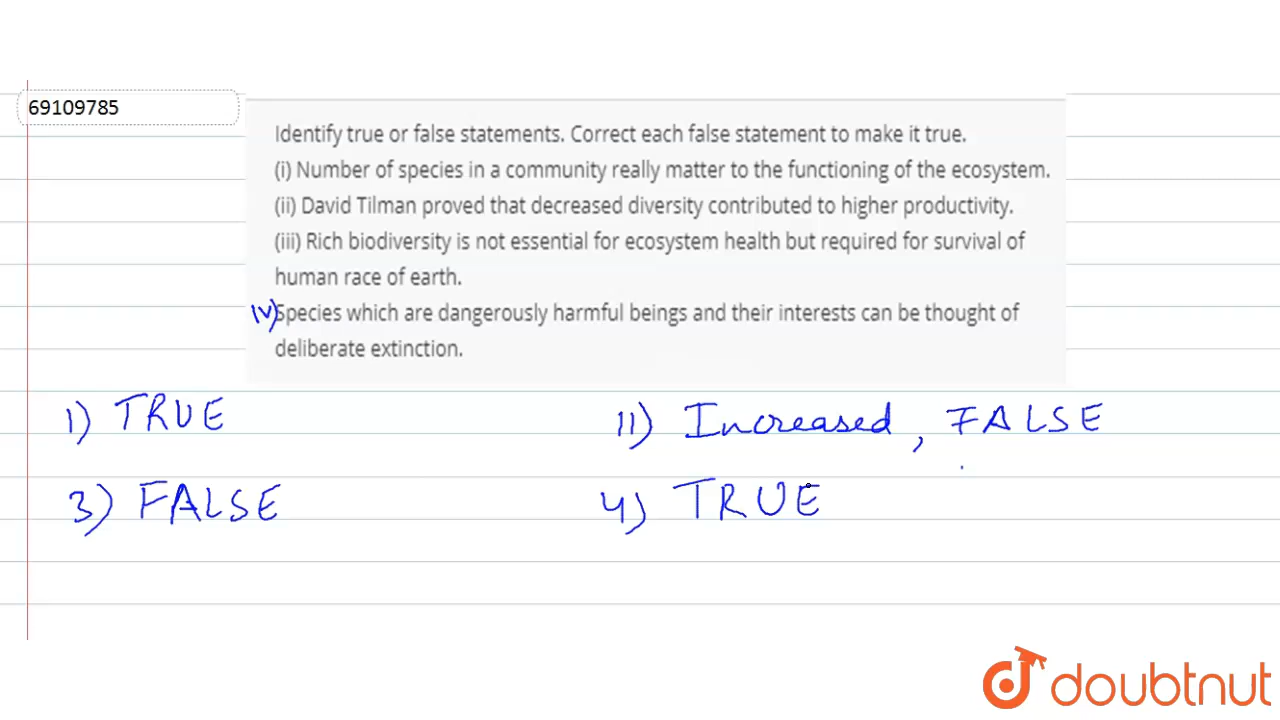 69109785
Identify true or false statements. Correct each false statement to make it true.
(i) Number of species in a community really matter to the functioning of the ecosystem.
(ii) David Tilman proved that decreased diversity contributed to higher productivity.
(iii) Rich biodiversity is not essential for ecosystem health but required for survival of
human race of earth.
IV) Species which are dangerously harmful beings and their interests can be thought of
deliberate extinction.
1) TRUE
11) Increased, FALSE
3) FALSE
4) TRUE
doubtnut